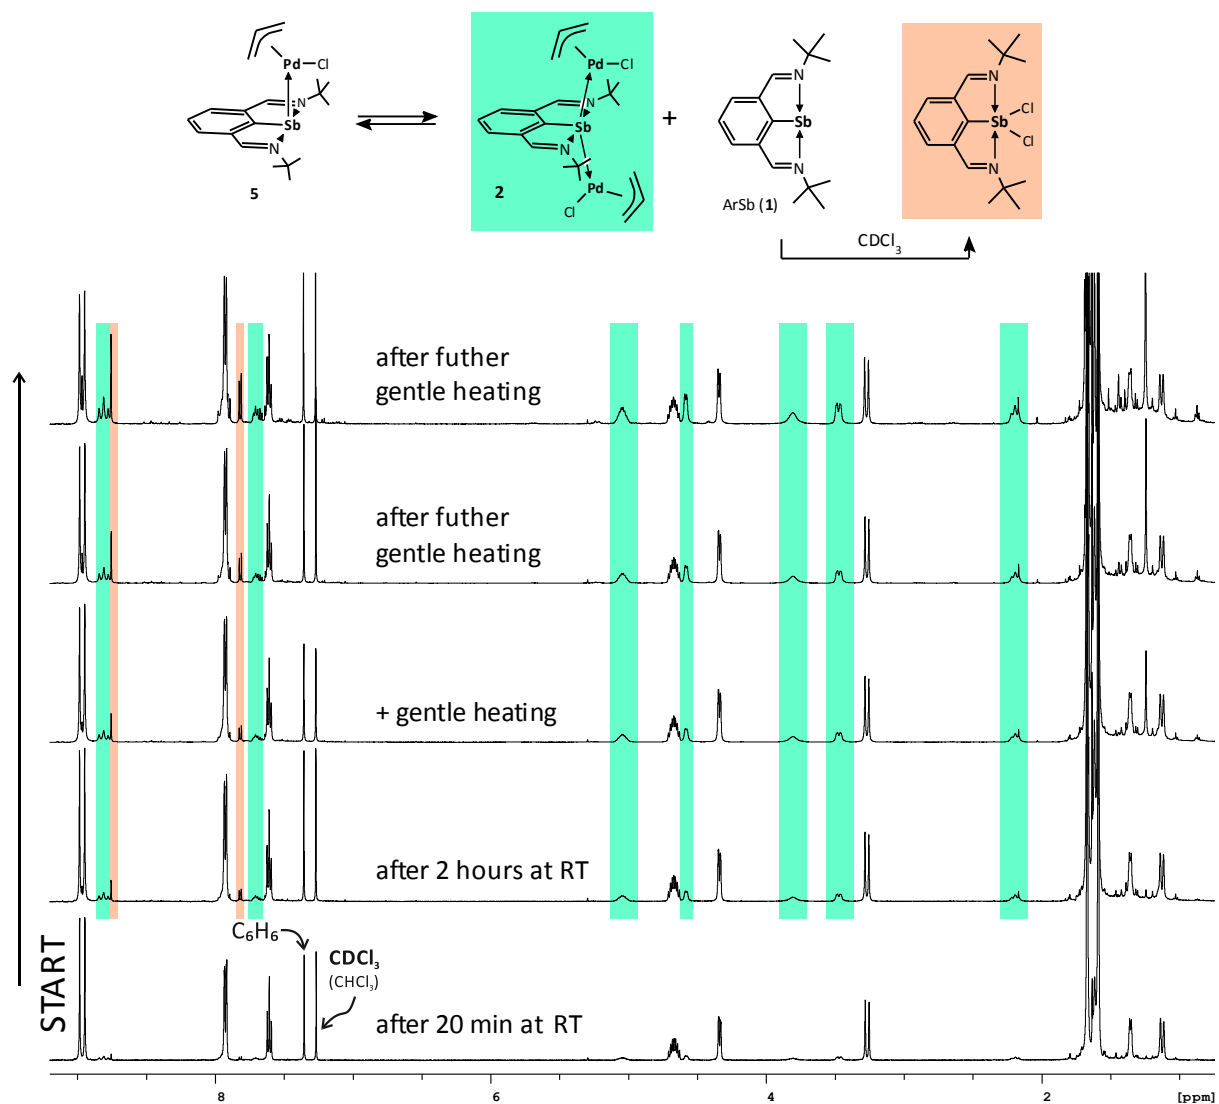 Pd
Cl
N
Sb
N
5
Pd
Cl
N
Sb
N
Pd
Cl
2
+
N
Sb
N
ArSb (1)
N
Cl
Sb
Cl
N
CDCl₃
after futher
gentle heating
after futher
gentle heating
+ gentle heating
after 2 hours at RT
C₆H₆
CDCl₃
(CHCl₃)
after 20 min at RT
START
8 6 4 2 [ppm]